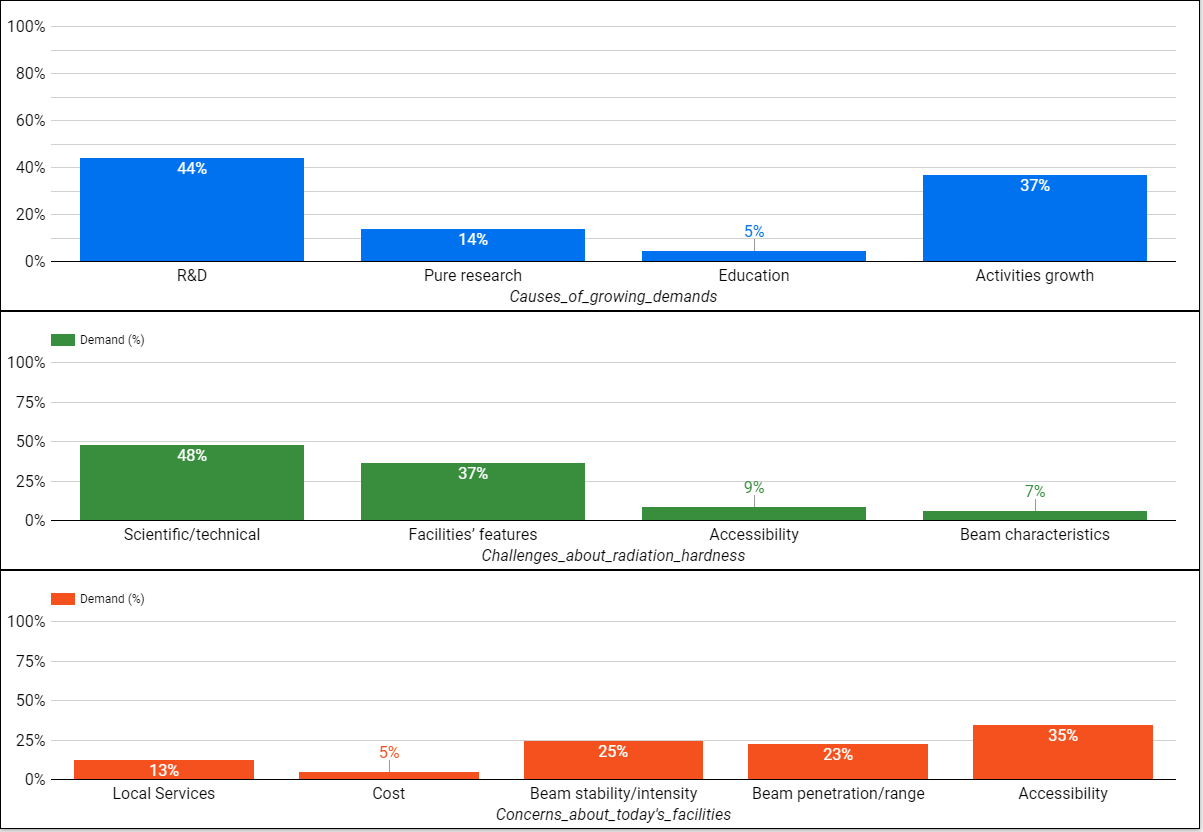 100%
80%
60%
40%
20%
0%
44%
14%
5%
37%
R&D
Pure research
Education
Activities growth
Causes_of_growing_demands
Demand (%)
100%
75%
50%
25%
0%
48%
37%
9%
7%
Scientific/technical
Facilities’ features
Accessibility
Beam characteristics
Challenges_about_radiation_hardness
Demand (%)
100%
75%
50%
25%
0%
13%
5%
25%
23%
35%
Local Services
Cost
Beam stability/intensity
Beam penetration/range
Accessibility
Concerns_about_today's_facilities